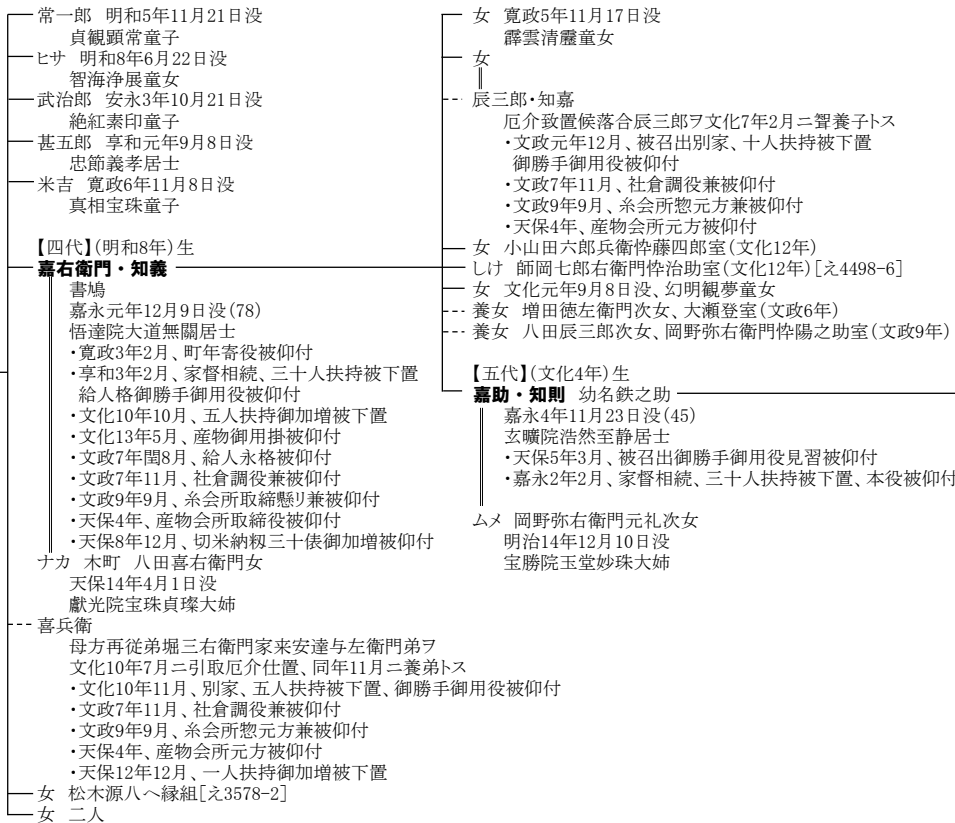 常一郎 明和5年11月21日没
貞観顕常童子
ヒサ 明和8年6月22日没
智海浄展童女
武治郎 安永3年10月21日没
絶紅素印童子
甚五郎 享和元年9月8日没
忠節義孝居士
米吉 寛政6年11月8日没
真相宝珠童子
【四代】(明和8年)生
嘉右衛門・知義
書鳩
嘉永元年12月9日没(78)
悟達院大道無關居士
・寛政3年2月、町年寄役被仰付
・享和3年2月、家督相続、三十人扶持被下置
給人格御勝手御用役被仰付
・文化10年10月、五人扶持御加増被下置
・文化13年5月、産物御用掛被仰付
・文政7年閏8月、給人永格被仰付
・文政7年11月、社倉調役兼被仰付
・文政9年9月、糸会所取締懸リ兼被仰付
・天保4年、産物会所取締役被仰付
・天保8年12月、切米納籾三十俵御加増被仰付
ナカ 木町 八田喜右衛門女
天保14年4月1日没
獻光院宝珠貞璨大姉
喜兵衛
母方再従弟堀三右衛門家来安達与左衛門弟ヲ
文化10年7月ニ引取厄介仕置、同年11月ニ養弟トス
・文化10年11月、別家、五人扶持被下置、御勝手御用役被仰付
・文政7年11月、社倉調役兼被仰付
・文政9年9月、糸会所惣元方兼被仰付
・天保4年、産物会所元方被仰付
・天保12年12月、一人扶持御加増被下置
女 松木源八へ縁組[え3578-2]
女 二人
女 寛政5年11月17日没
霹雲清靈童女
女
辰三郎・知嘉
厄介致置候落合辰三郎ヲ文化7年2月ニ聟養子トス
・文政元年12月、被召出別家、十人扶持被下置
御勝手御用役被仰付
・文政7年11月、社倉調役兼被仰付
・文政9年9月、糸会所惣元方兼被仰付
・天保4年、産物会所元方被仰付
女 小山田六郎兵衛忰藤四郎室(文化12年)
しけ 師岡七郎右衛門忰治助室(文化12年)[え4498-6]
女 文化元年9月8日没、幻明観夢童女
養女 増田徳左衛門次女、大瀬登室(文政6年)
養女 八田辰三郎次女、岡野弥右衛門忰陽之助室(文政9年)
【五代】(文化4年)生
嘉助・知則 幼名鉄之助
嘉永4年11月23日没(45)
玄曠院浩然至静居士
・天保5年3月、被召出御勝手御用役見習被仰付
・嘉永2年2月、家督相続、三十人扶持被下置、本役被仰付
ムメ 岡野弥右衛門元礼次女
明治14年12月10日没
宝勝院玉堂妙珠大姉